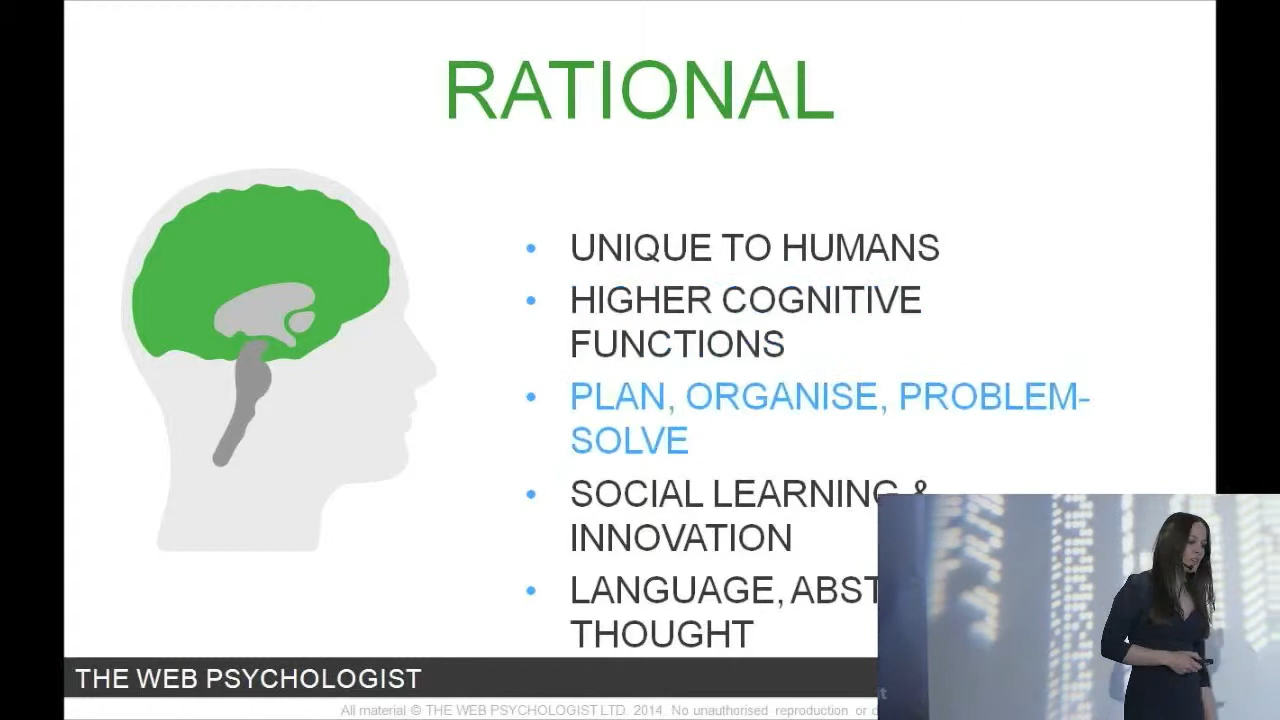 RATIONAL
• UNIQUE TO HUMANS
• HIGHER COGNITIVE
FUNCTIONS
• PLAN, ORGANISE, PROBLEM-
SOLVE
• SOCIAL LEARNING &
INNOVATION
• LANGUAGE,
THOUGHT
THE WEB PSYCHOLOGIST
All material © THE WEB PSYCHOLOGIST LTD. 2014. No unauthorised reproduction or